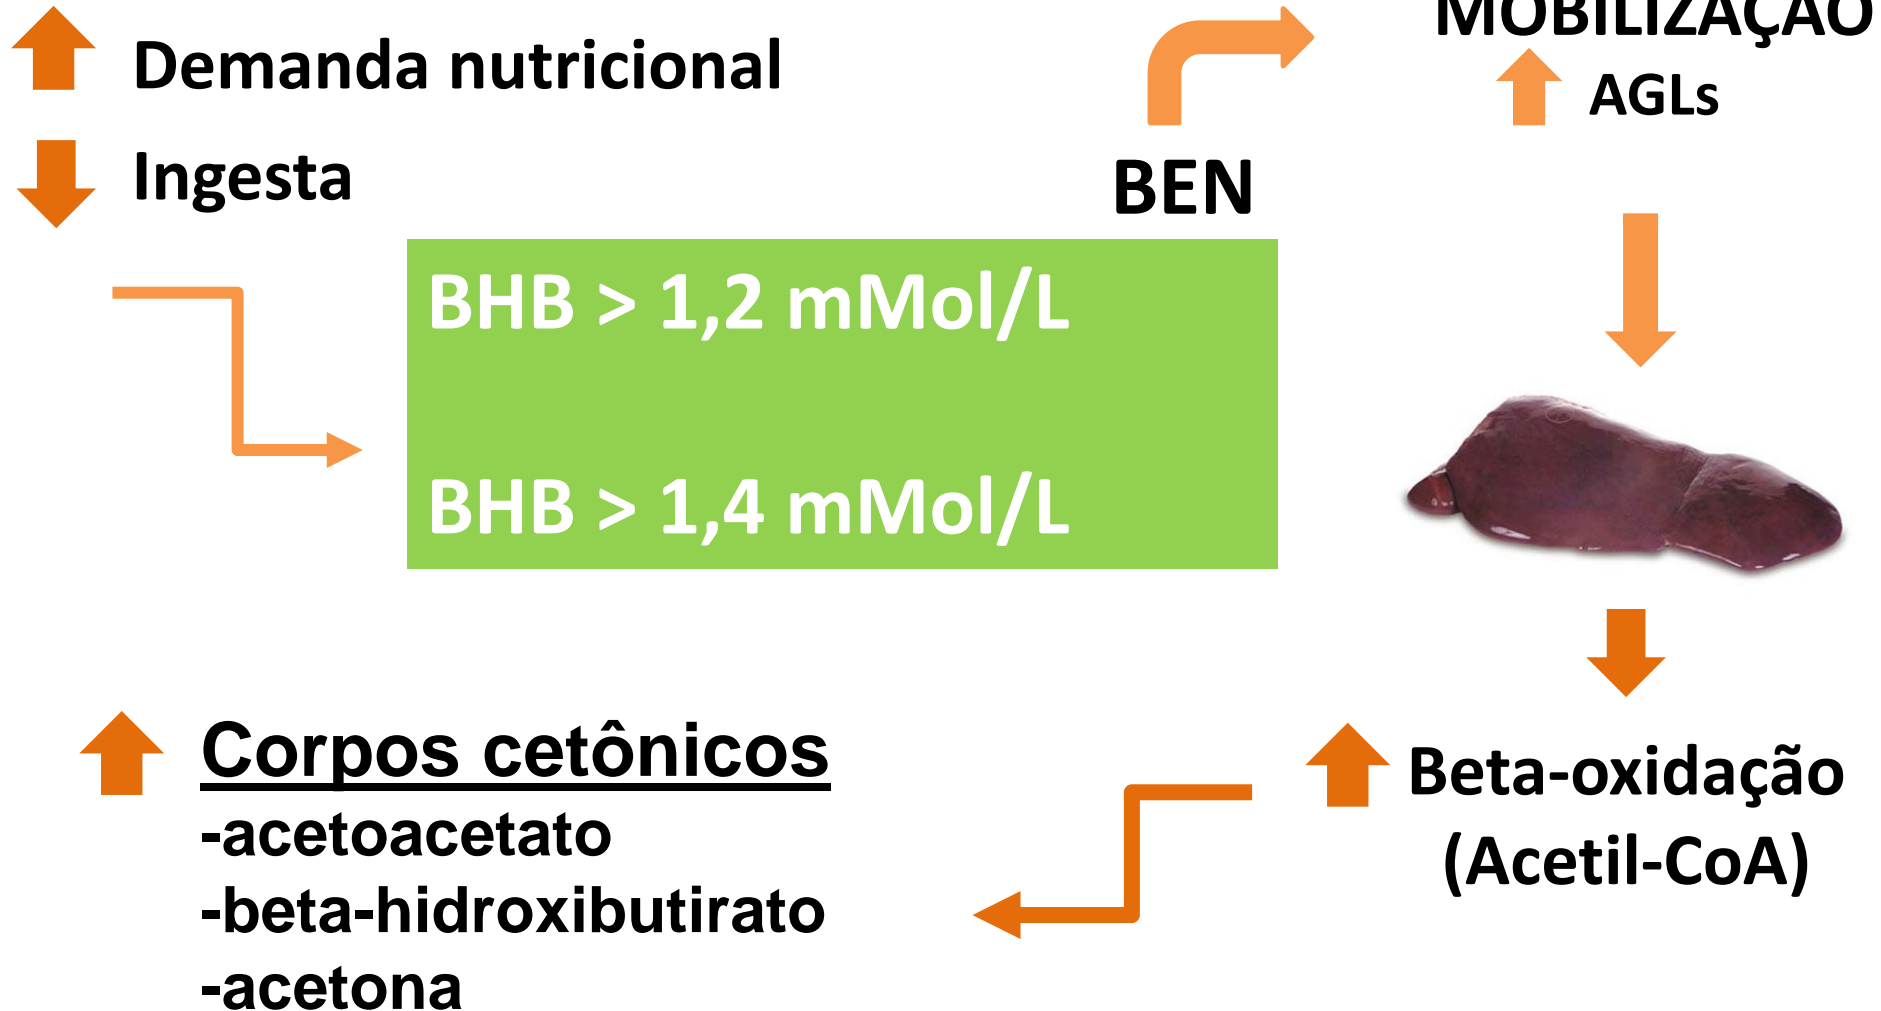 Demanda nutricional
Ingesta
BEN
MOBILIZAÇÃO
AGLs
BHB > 1,2 mMol/L
BHB > 1,4 mMol/L
Beta-oxidação
(Acetil-CoA)
Corpos cetônicos
-acetoacetato
-beta-hidroxibutirato
-acetona